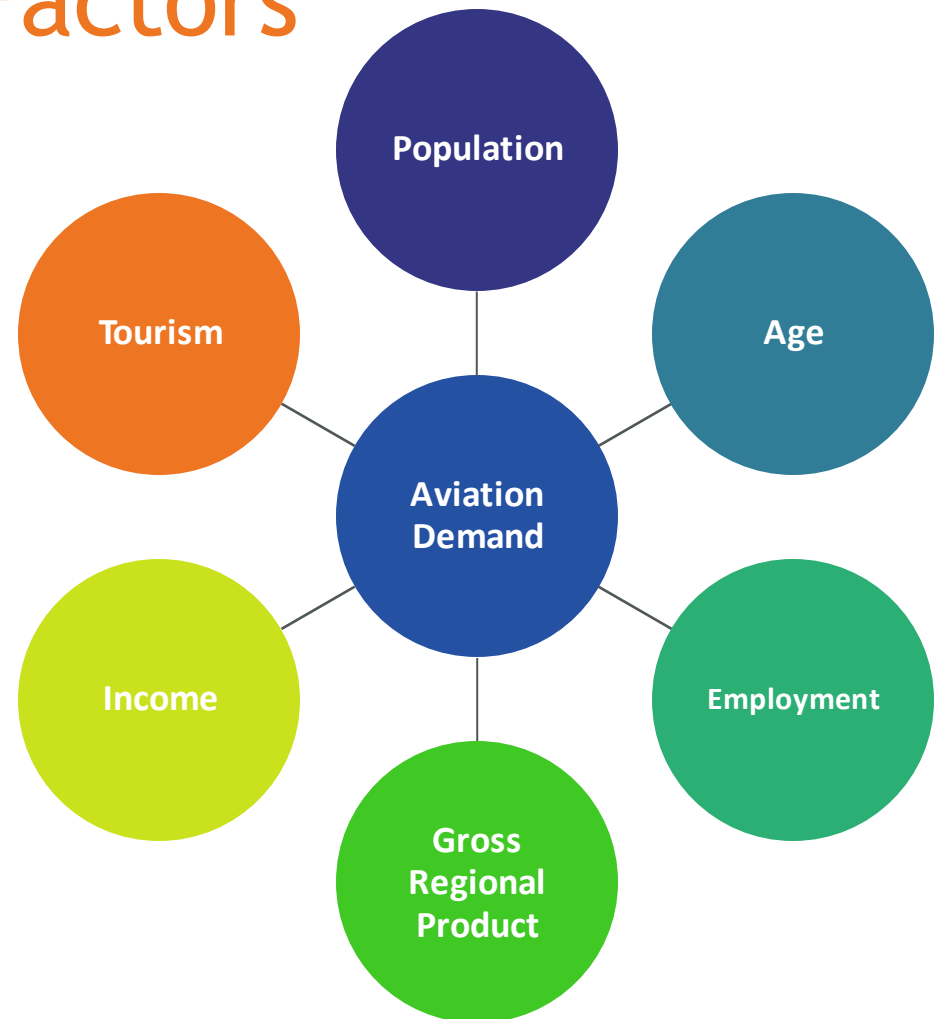 actors
Population
Tourism
Age
Aviation
Demand
Income
Employment
Gross
Regional
Product